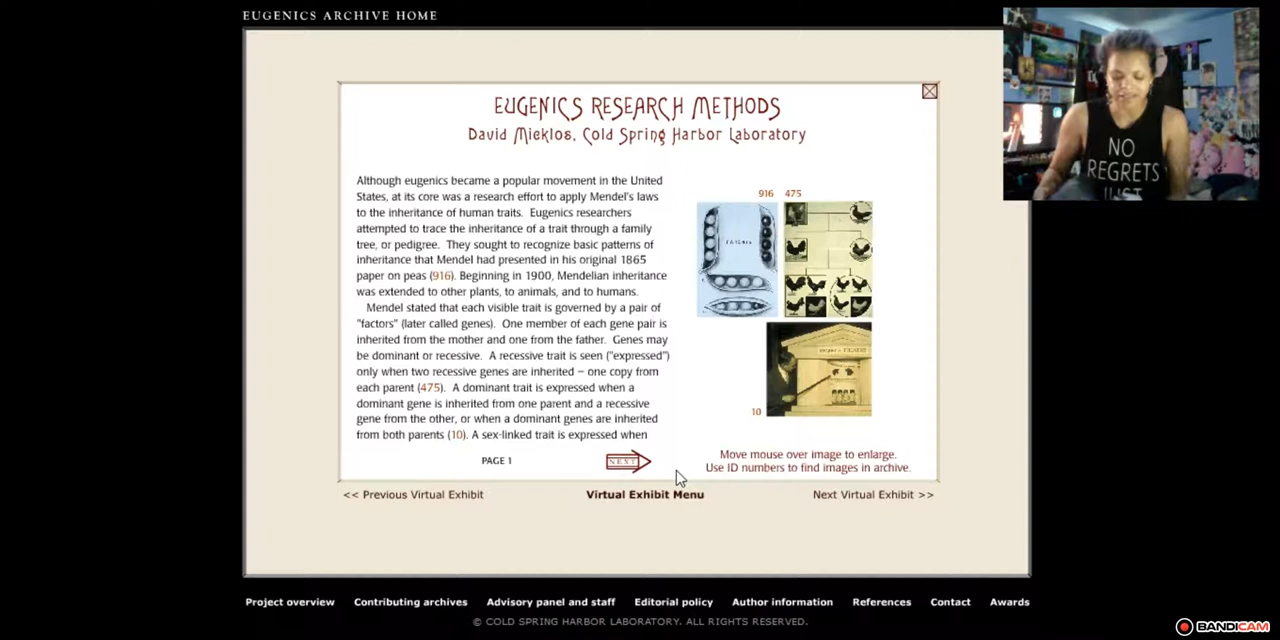 EUGENICS ARCHIVE HOME
EUGENICS RESEARCH METHODS
David Micklos, Cold Spring Harbor Laboratory
Although eugenics became a popular movement in the United
States, at its core was a research effort to apply Mendel's laws
to the inheritance of human traits. Eugenics researchers
attempted to trace the inheritance of a trait through a family
tree, or pedigree. They sought to recognize basic patterns of
inheritance that Mendel had presented in his original 1865
paper on peas (916). Beginning in 1900, Mendelian inheritance
was extended to other plants, to animals, and to humans.
Mendel stated that each visible trait is governed by a pair of
"factors" (later called genes). One member of each gene pair is
inherited from the mother and one from the father. Genes may
be dominant or recessive. A recessive trait is seen ("expressed")
only when two recessive genes are inherited – one copy from
each parent (475). A dominant trait is expressed when a
dominant gene is inherited from one parent and a recessive
gene from the other, or when a dominant genes are inherited
from both parents (10). A sex-linked trait is expressed when
916 475
PARENTS
10
PAGE 1
NEXT
Move mouse over image to enlarge.
Use ID numbers to find images in archive.
<< Previous Virtual Exhibit
Virtual Exhibit Menu
Next Virtual Exhibit >>
Project overview
Contributing archives
Advisory panel and staff
Editorial policy
Author information
References
Contact
Awards
© COLD SPRING HARBOR LABORATORY. ALL RIGHTS RESERVED.
NO
REGRETS
JUST
BANDICAM